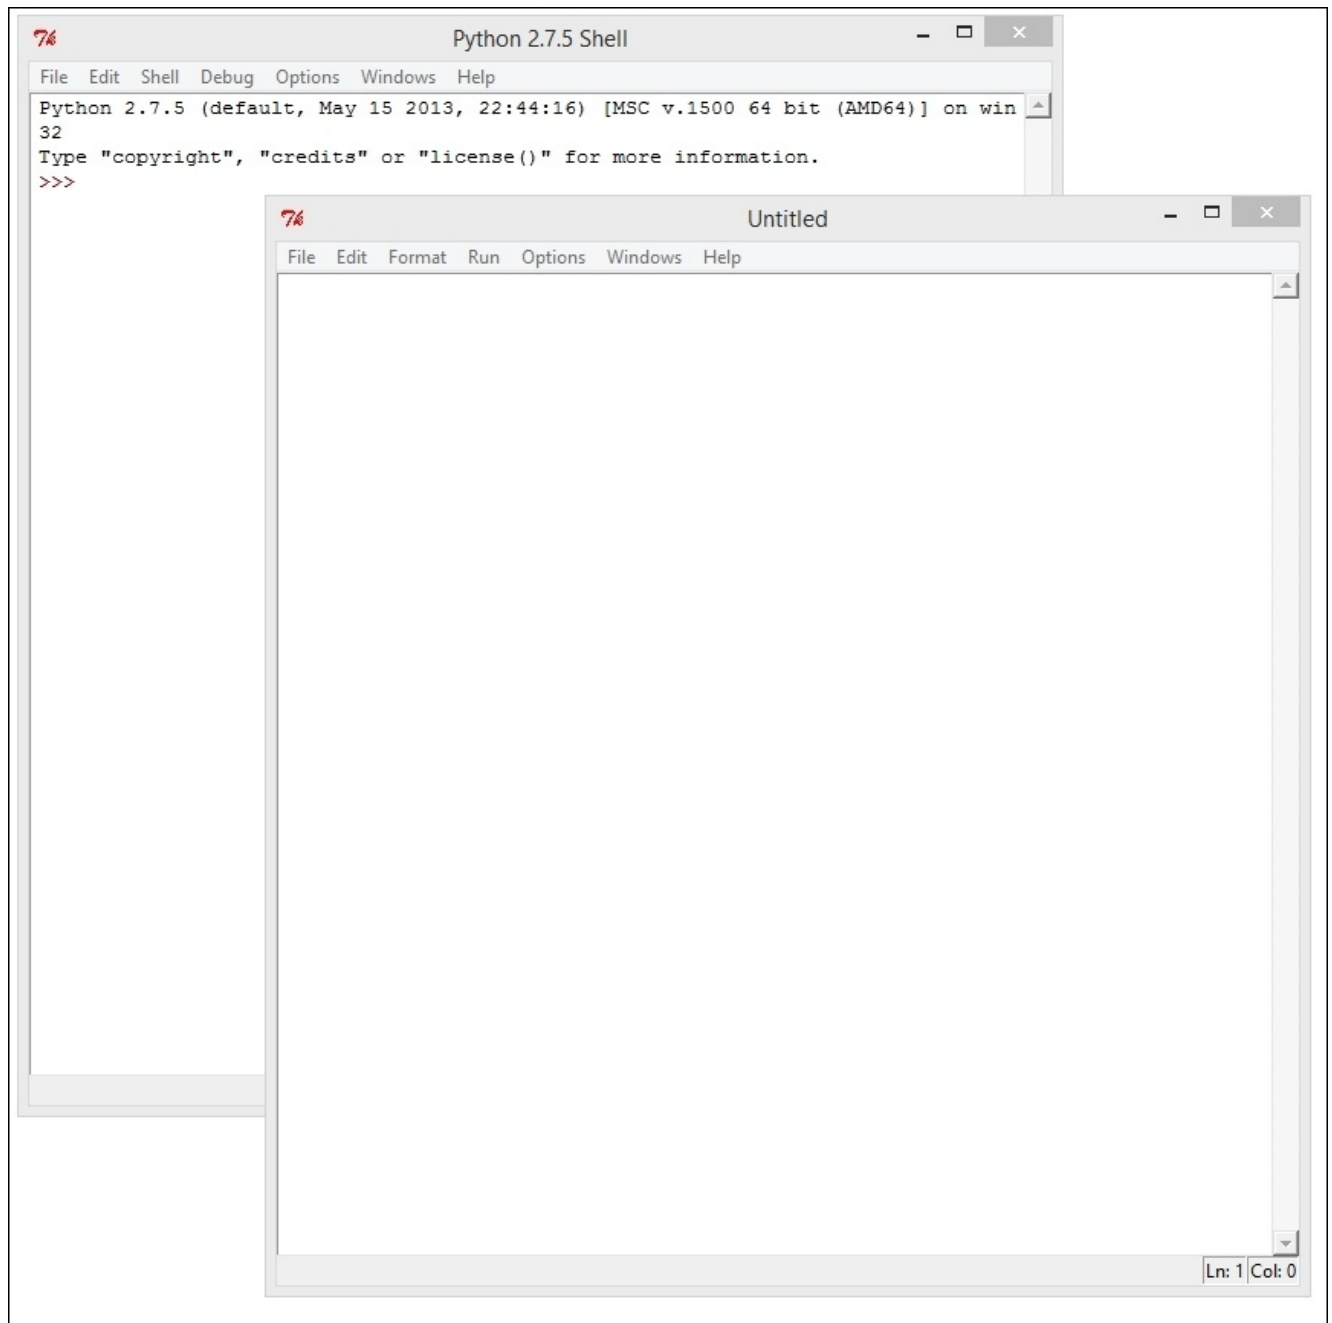 Python 2.7.5 Shell
File Edit Shell Debug Options Windows Help
Python 2.7.5 (default, May 15 2013, 22:44:16) [MSC v.1500 64 bit (AMD64)] on win
32
Type "copyright", "credits" or "license()" for more information.
>>>
Untitled
File Edit Format Run Options Windows Help
Ln: 1 Col: 0